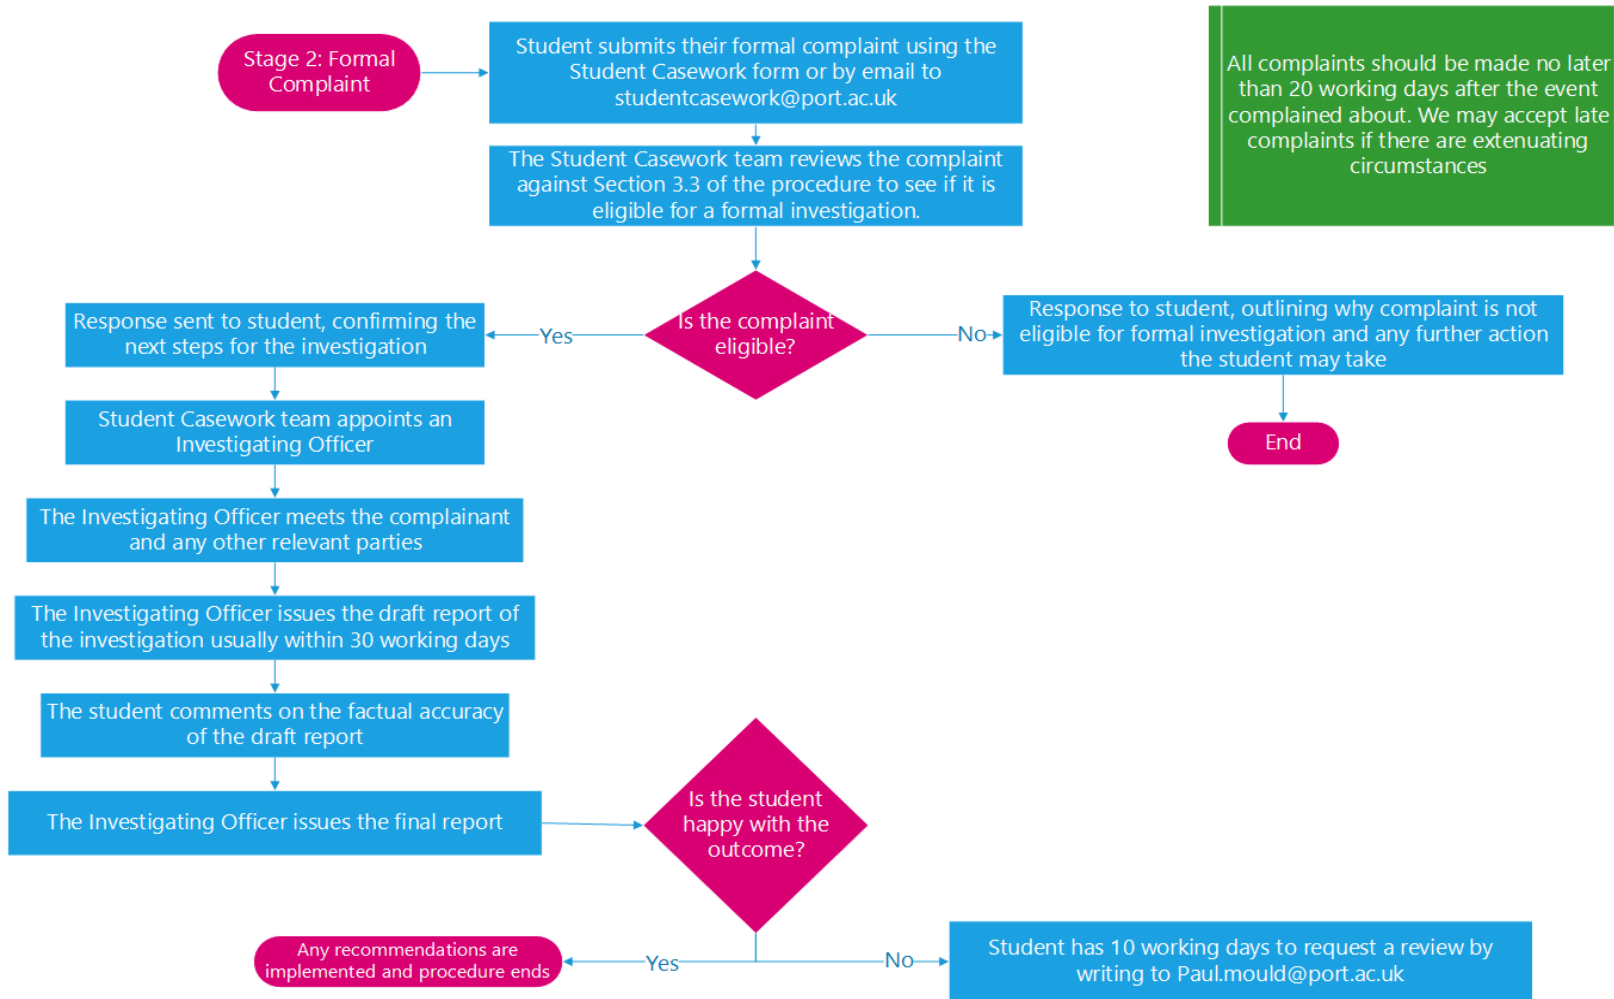 Stage 2: Formal
Complaint
Student submits their formal complaint using the
Student Casework form or by email to
studentcasework@port.ac.uk
All complaints should be made no later
than 20 working days after the event
complained about. We may accept late
complaints if there are extenuating
circumstances
The Student Casework team reviews the complaint
against Section 3.3 of the procedure to see if it is
eligible for a formal investigation.
Is the complaint
eligible?
Yes
No
Response sent to student, confirming the
next steps for the investigation
Response to student, outlining why complaint is not
eligible for formal investigation and any further action
the student may take
End
Student Casework team appoints an
Investigating Officer
The Investigating Officer meets the complainant
and any other relevant parties
The Investigating Officer issues the draft report of
the investigation usually within 30 working days
The student comments on the factual accuracy
of the draft report
The Investigating Officer issues the final report
Is the student
happy with the
outcome?
Yes
No
Any recommendations are
implemented and procedure ends
Student has 10 working days to request a review by
writing to Paul.mould@port.ac.uk